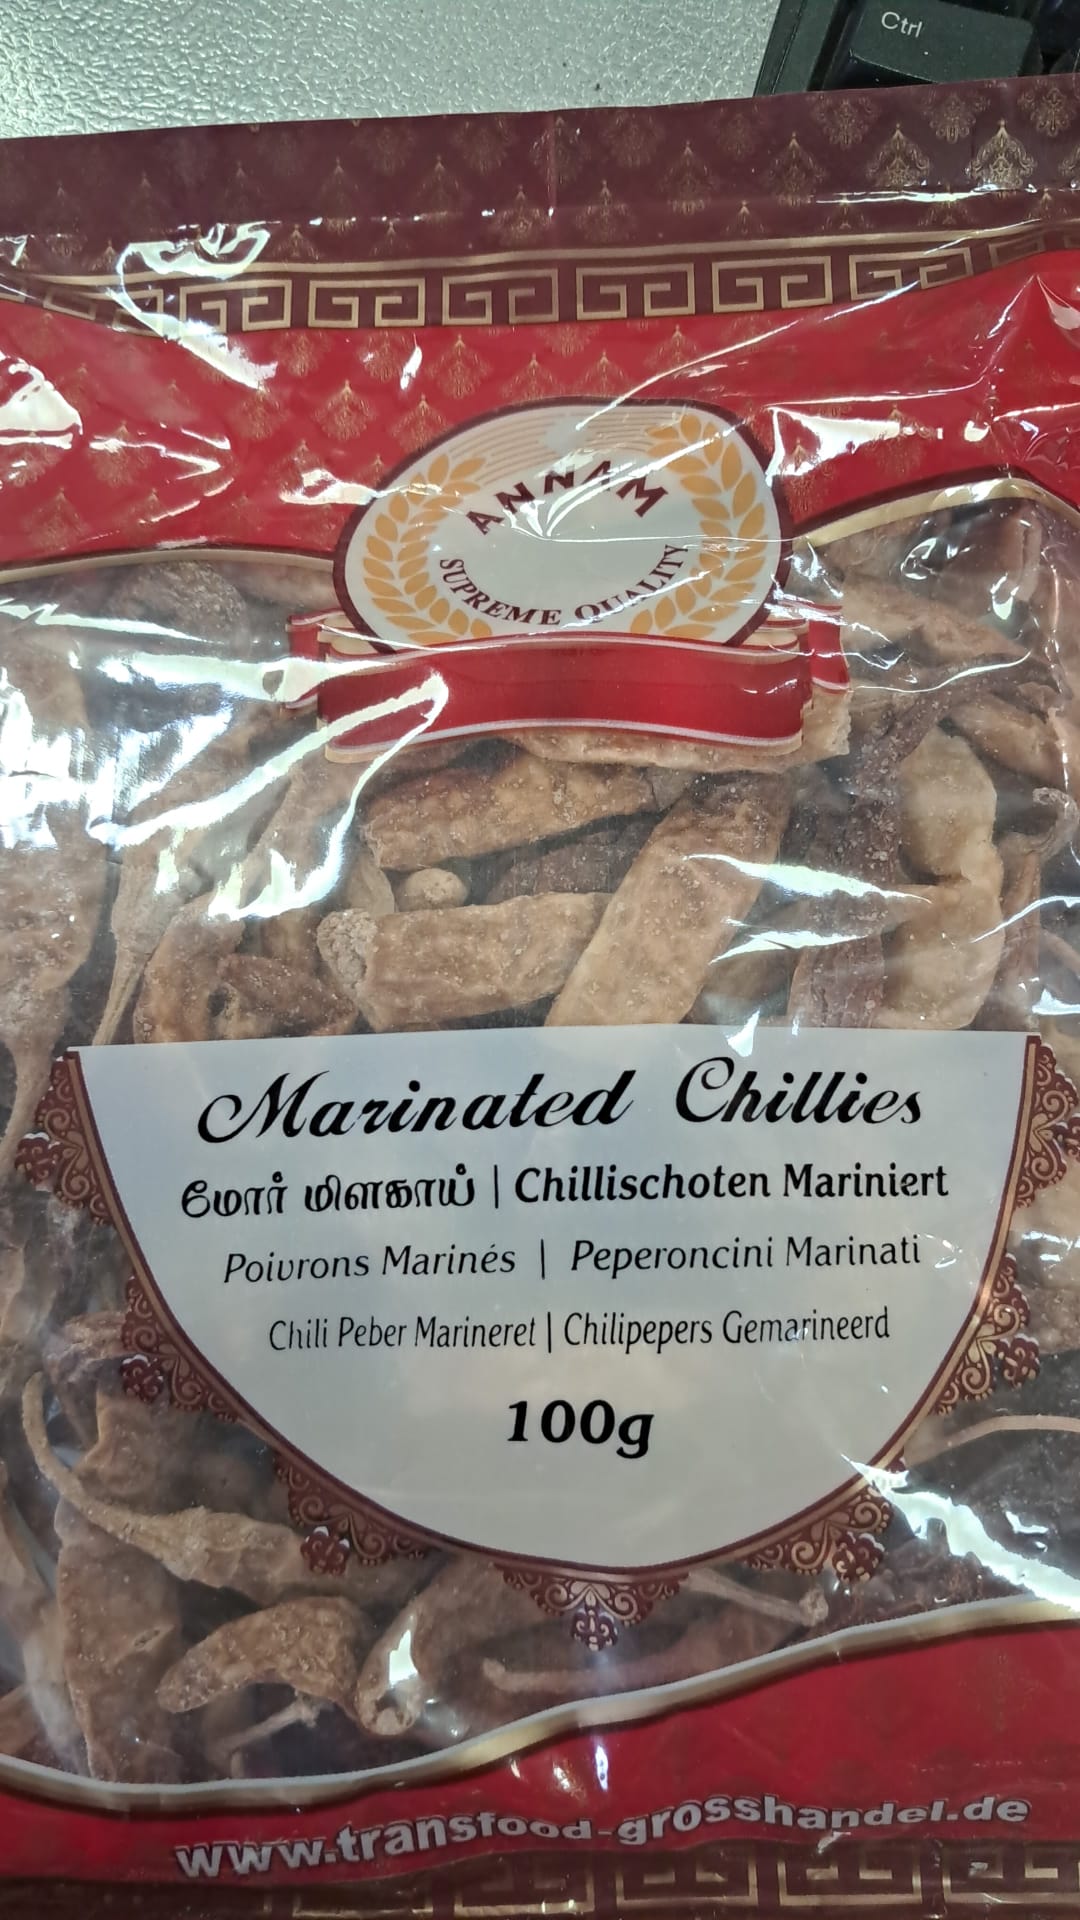 Ctrl
ANNAM
SUPREME QUALITY
Marinated Chillies
மோர் மிளகாய் | Chillischoten Mariniert
Poivrons Marinés | Peperoncini Marinati
Chili Peber Marineret | Chilipepers Gemarineerd
100g
www.transfood-grosshandel.de